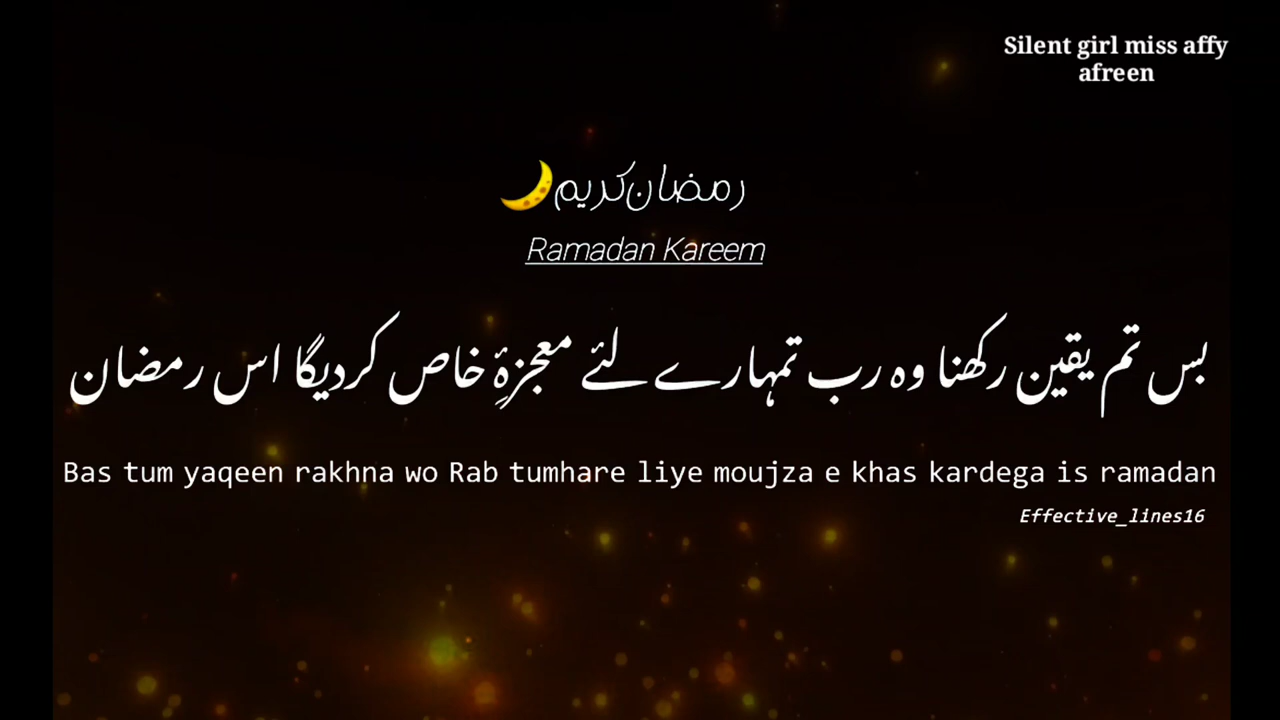 Silent girl miss affy
afreen
رمضان کریم🌙
Ramadan Kareem
بس تم یقین رکھنا وہ رب تمہارے لئے معجزۂِ خاص کردیگا اس رمضان
Bas tum yaqeen rakhna wo Rab tumhare liye moujza e khas kardega is ramadan
Effective_lines16